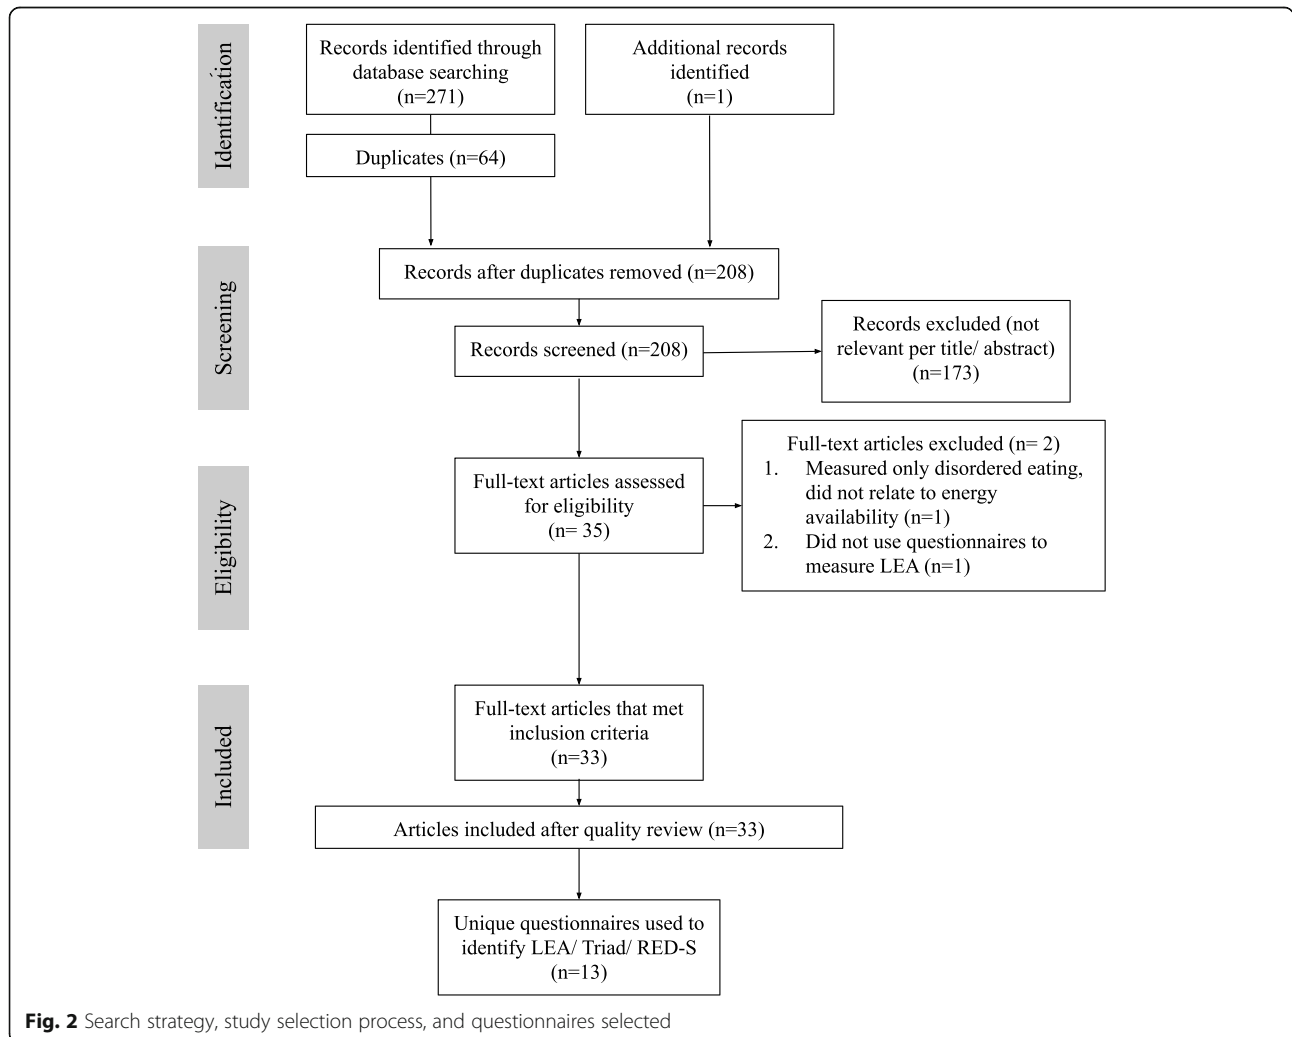 Identification
Records identified through
database searching
(n=271)
Additional records
identified
(n=1)
Duplicates (n=64)
Screening
Records after duplicates removed (n=208)
Records screened (n=208)
Records excluded (not
relevant per title/ abstract)
(n=173)
Eligibility
Full-text articles assessed
for eligibility
(n= 35)
Full-text articles excluded (n= 2)
1. Measured only disordered eating,
did not relate to energy
availability (n=1)
2. Did not use questionnaires to
measure LEA (n=1)
Included
Full-text articles that met
inclusion criteria
(n=33)
Articles included after quality review (n=33)
Unique questionnaires used to
identify LEA/ Triad/ RED-S
(n=13)
Fig. 2 Search strategy, study selection process, and questionnaires selected